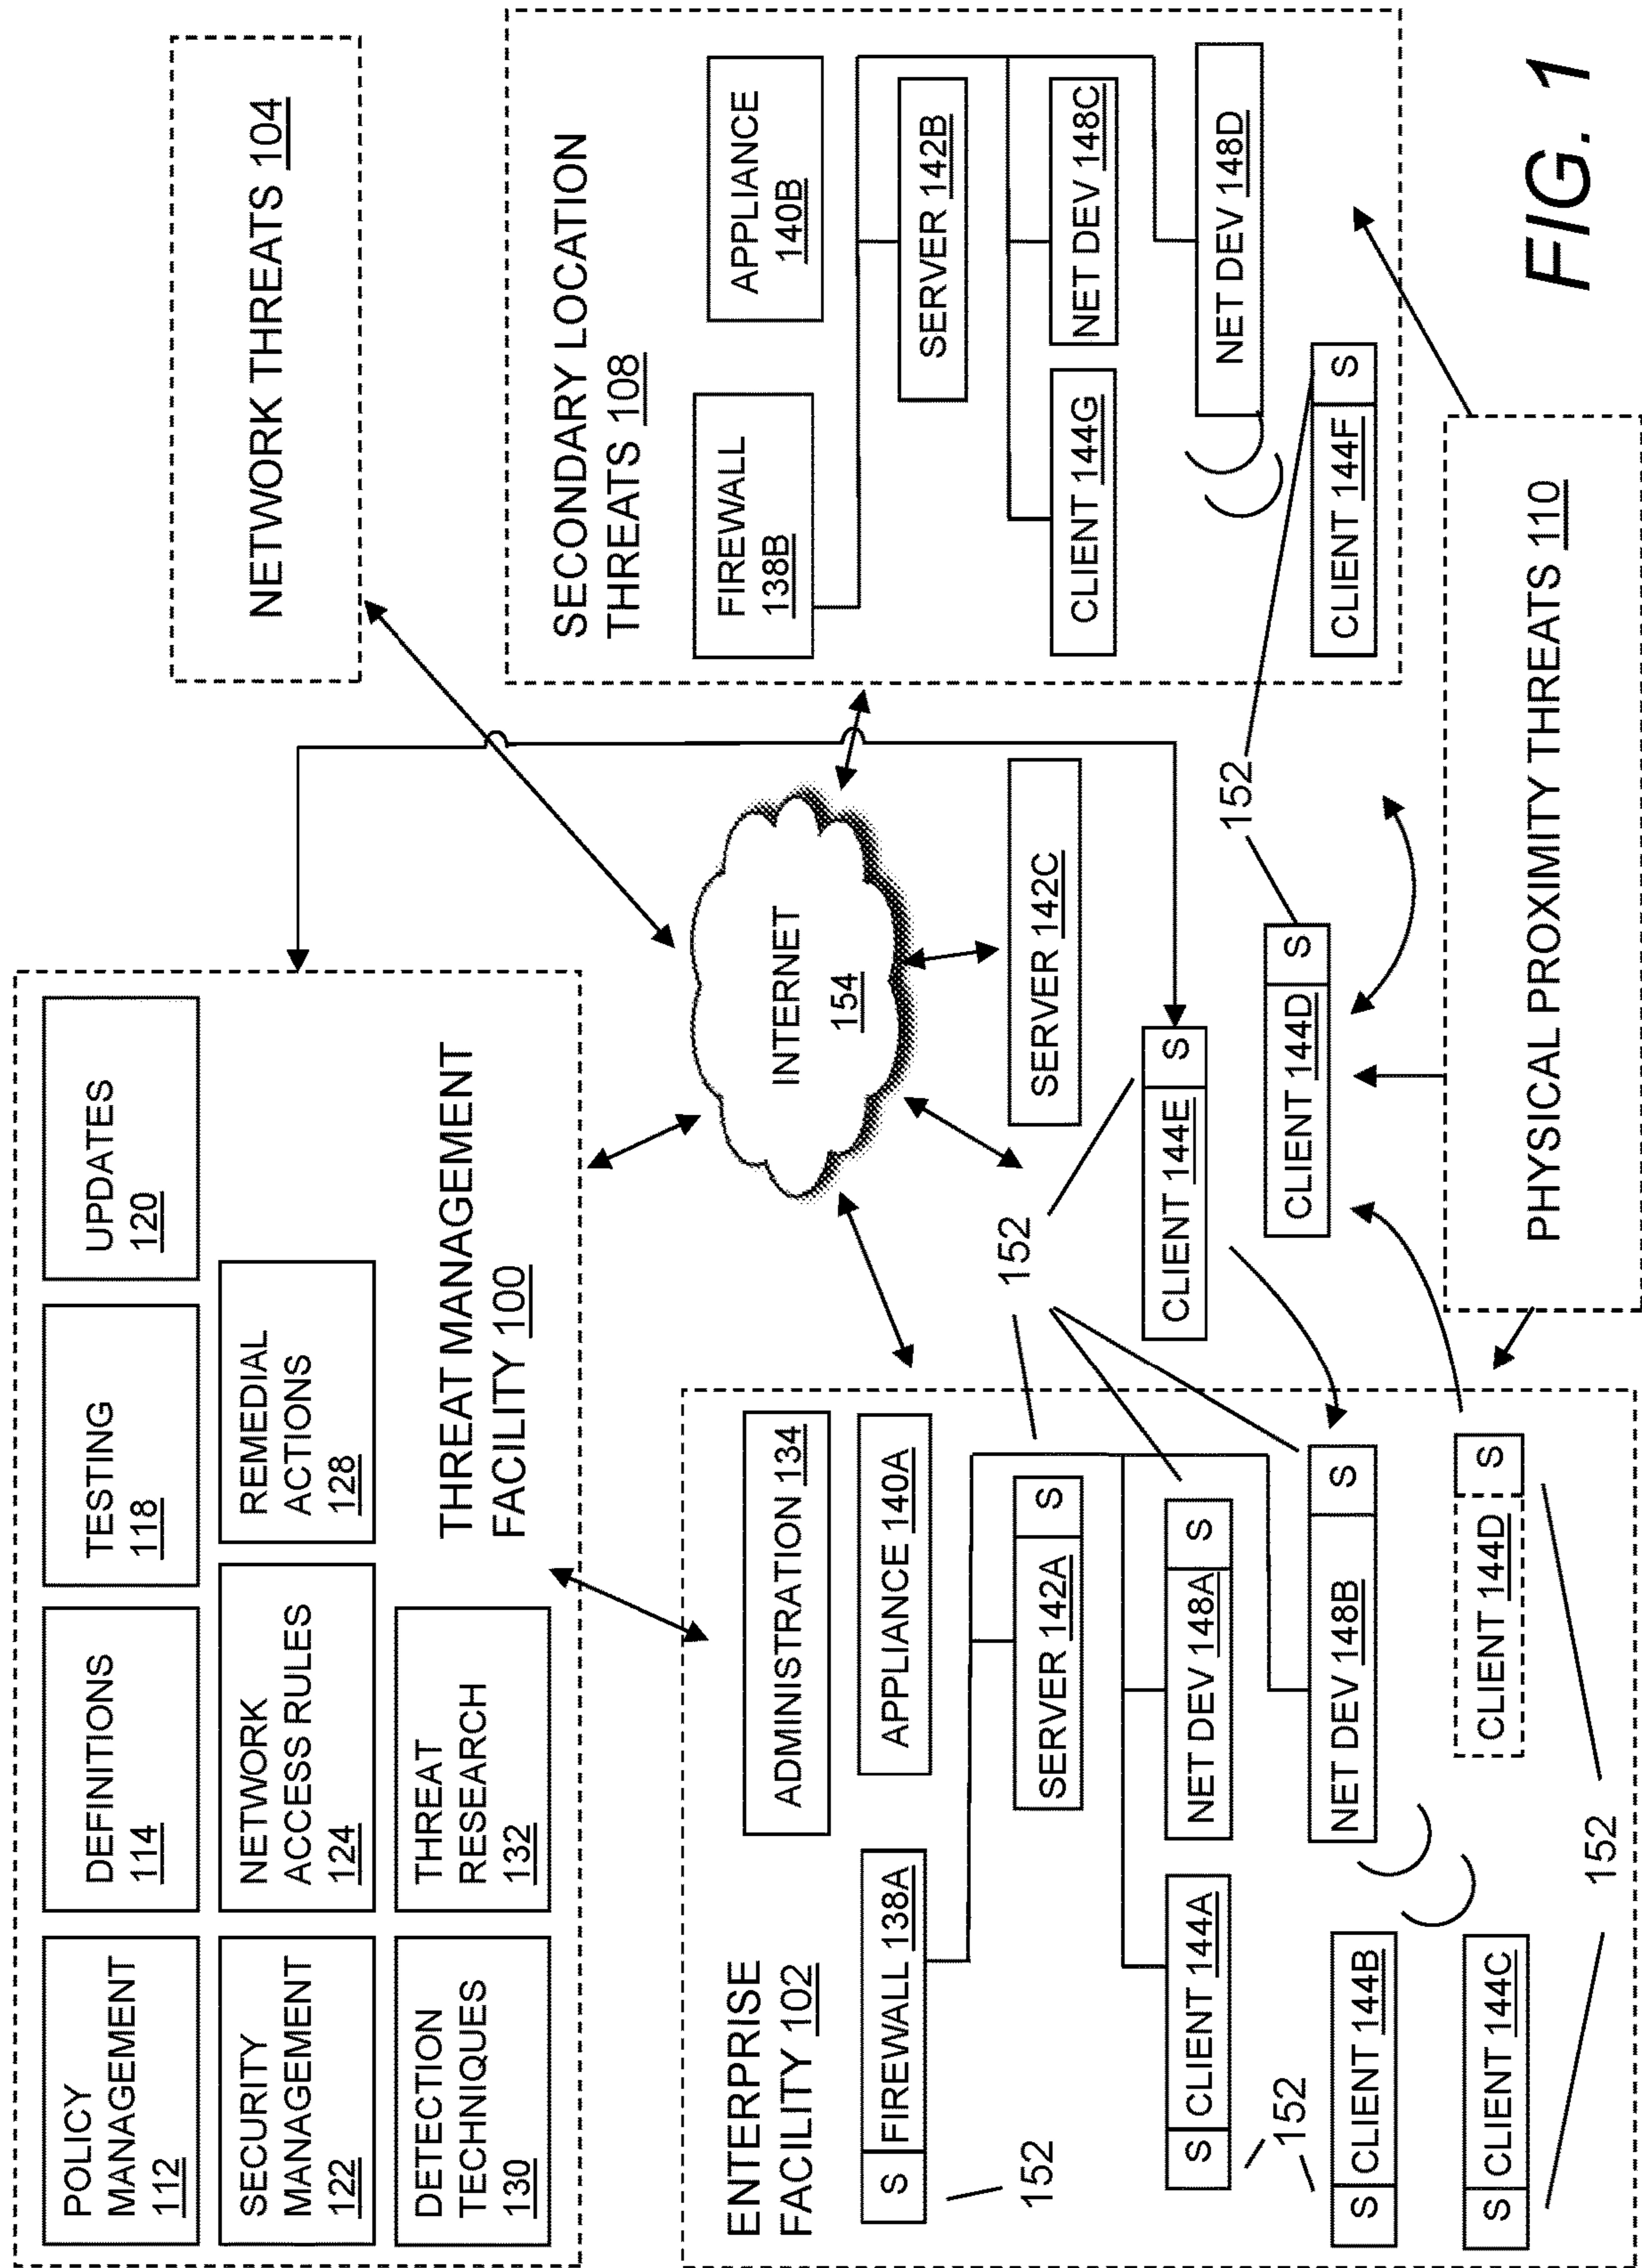 POLICY
MANAGEMENT
112
DEFINITIONS
114
TESTING
118
UPDATES
120
SECURITY
MANAGEMENT
122
NETWORK
ACCESS RULES
124
REMEDIAL
ACTIONS
128
DETECTION
TECHNIQUES
130
THREAT
RESEARCH
132
THREAT MANAGEMENT
FACILITY 100
NETWORK THREATS 104
ENTERPRISE
FACILITY 102
ADMINISTRATION 134
S FIREWALL 138A
APPLIANCE 140A
152
SERVER 142A S
S CLIENT 144A
NET DEV 148A S
152
S CLIENT 144B
NET DEV 148B S
S CLIENT 144C
CLIENT 144D S
152
INTERNET
154
152
SERVER 142C
CLIENT 144E S
CLIENT 144D S
152
SECONDARY LOCATION
THREATS 108
FIREWALL
138B
APPLIANCE
140B
SERVER 142B
CLIENT 144G
NET DEV 148C
NET DEV 148D
CLIENT 144F S
PHYSICAL PROXIMITY THREATS 110
FIG. 1